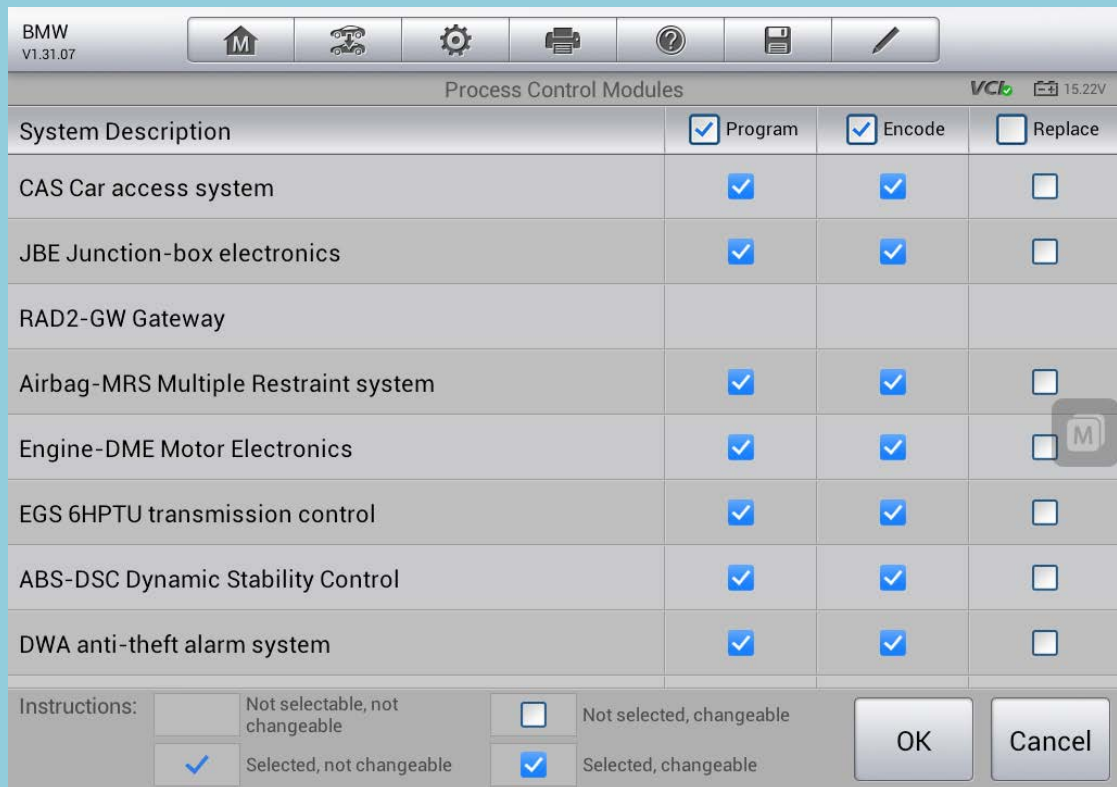 BMW
V1.31.07
M
Process Control Modules
VCI
15.22V
System Description Program Encode Replace
CAS Car access system
JBE Junction-box electronics
RAD2-GW Gateway
Airbag-MRS Multiple Restraint system
Engine-DME Motor Electronics
M
EGS 6HPTU transmission control
ABS-DSC Dynamic Stability Control
DWA anti-theft alarm system
Instructions:
Not selectable, not
changeable
Not selected, changeable
Selected, not changeable
Selected, changeable
OK
Cancel